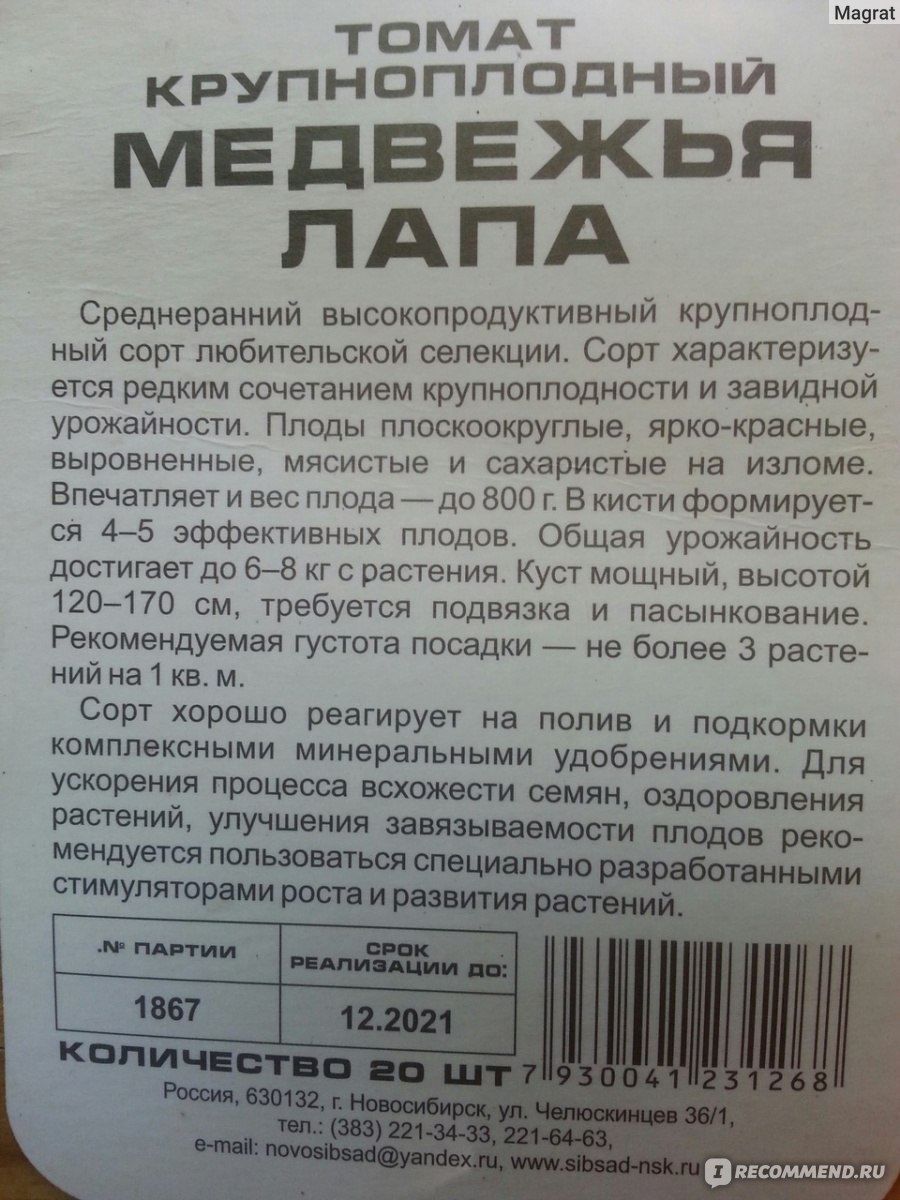 Magrat
ТОМАТ
КРУПНОПЛОДНЫЙ
МЕДВЕЖЬЯ
ЛАПА
Среднеранний высокопродуктивный крупноплод-
ный сорт любительской селекции. Сорт характеризу-
ется редким сочетанием крупноплодности и завидной
урожайности. Плоды плоскоокруглые, ярко-красные,
выровненные, мясистые и сахаристые на изломе.
Впечатляет и вес плода — до 800 г. В кисти формирует-
ся 4–5 эффективных плодов. Общая урожайность
достигает до 6–8 кг с растения. Куст мощный, высотой
120–170 см, требуется подвязка и пасынкование.
Рекомендуемая густота посадки — не более 3 расте-
ний на 1 кв. м.
Сорт хорошо реагирует на полив и подкормки
комплексными минеральными удобрениями. Для
ускорения процесса всхожести семян, оздоровления
растений, улучшения завязываемости плодов реко-
мендуется пользоваться специально разработанными
стимуляторами роста и развития растений.
.№ ПАРТИИ
СРОК
РЕАЛИЗАЦИИ ДО:
1867
12.2021
КОЛИЧЕСТВО 20 ШТ
7 930041 231268
Россия, 630132, г. Новосибирск, ул. Челюскинцев 36/1,
тел.: (383) 221-34-33, 221-64-63,
e-mail: novosibsad@yandex.ru, www.sibsad-nsk.ru
IRECOMMEND.RU